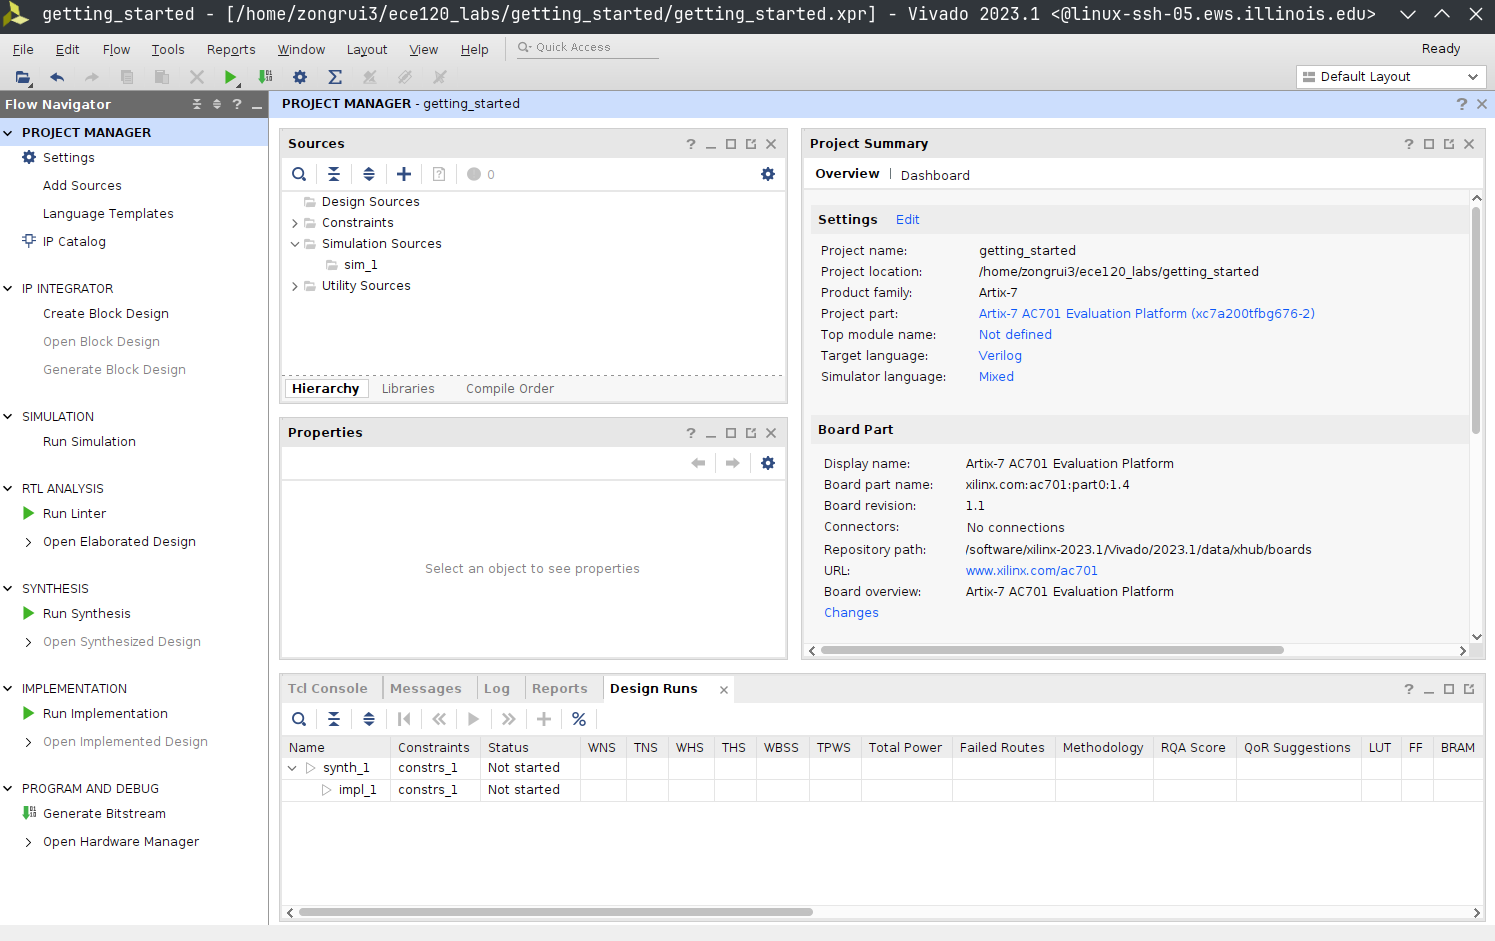 getting_started - [/home/zongrui3/ece120_labs/getting_started/getting_started.xpr] - Vivado 2023.1 <@linux-ssh-05.ews.illinois.edu>
File Edit Flow Tools Reports Window Layout View Help Quick Access Ready
Default Layout
Flow Navigator
PROJECT MANAGER
Settings
Add Sources
Language Templates
IP Catalog
IP INTEGRATOR
Create Block Design
Open Block Design
Generate Block Design
SIMULATION
Run Simulation
RTL ANALYSIS
Run Linter
Open Elaborated Design
SYNTHESIS
Run Synthesis
Open Synthesized Design
IMPLEMENTATION
Run Implementation
Open Implemented Design
PROGRAM AND DEBUG
Generate Bitstream
Open Hardware Manager
PROJECT MANAGER - getting_started
Sources
0
Design Sources
Constraints
Simulation Sources
sim_1
Utility Sources
Hierarchy Libraries Compile Order
Properties
Select an object to see properties
Project Summary
Overview | Dashboard
Settings Edit
Project name: getting_started
Project location: /home/zongrui3/ece120_labs/getting_started
Product family: Artix-7
Project part: Artix-7 AC701 Evaluation Platform (xc7a200tfbg676-2)
Top module name: Not defined
Target language: Verilog
Simulator language: Mixed
Board Part
Display name: Artix-7 AC701 Evaluation Platform
Board part name: xilinx.com:ac701:part0:1.4
Board revision: 1.1
Connectors: No connections
Repository path: /software/xilinx-2023.1/Vivado/2023.1/data/xhub/boards
URL: www.xilinx.com/ac701
Board overview: Artix-7 AC701 Evaluation Platform
Changes
Tcl Console Messages Log Reports Design Runs
%
Name Constraints Status WNS TNS WHS THS WBSS TPWS Total Power Failed Routes Methodology RQA Score QoR Suggestions LUT FF BRAM
synth_1 constrs_1 Not started
impl_1 constrs_1 Not started